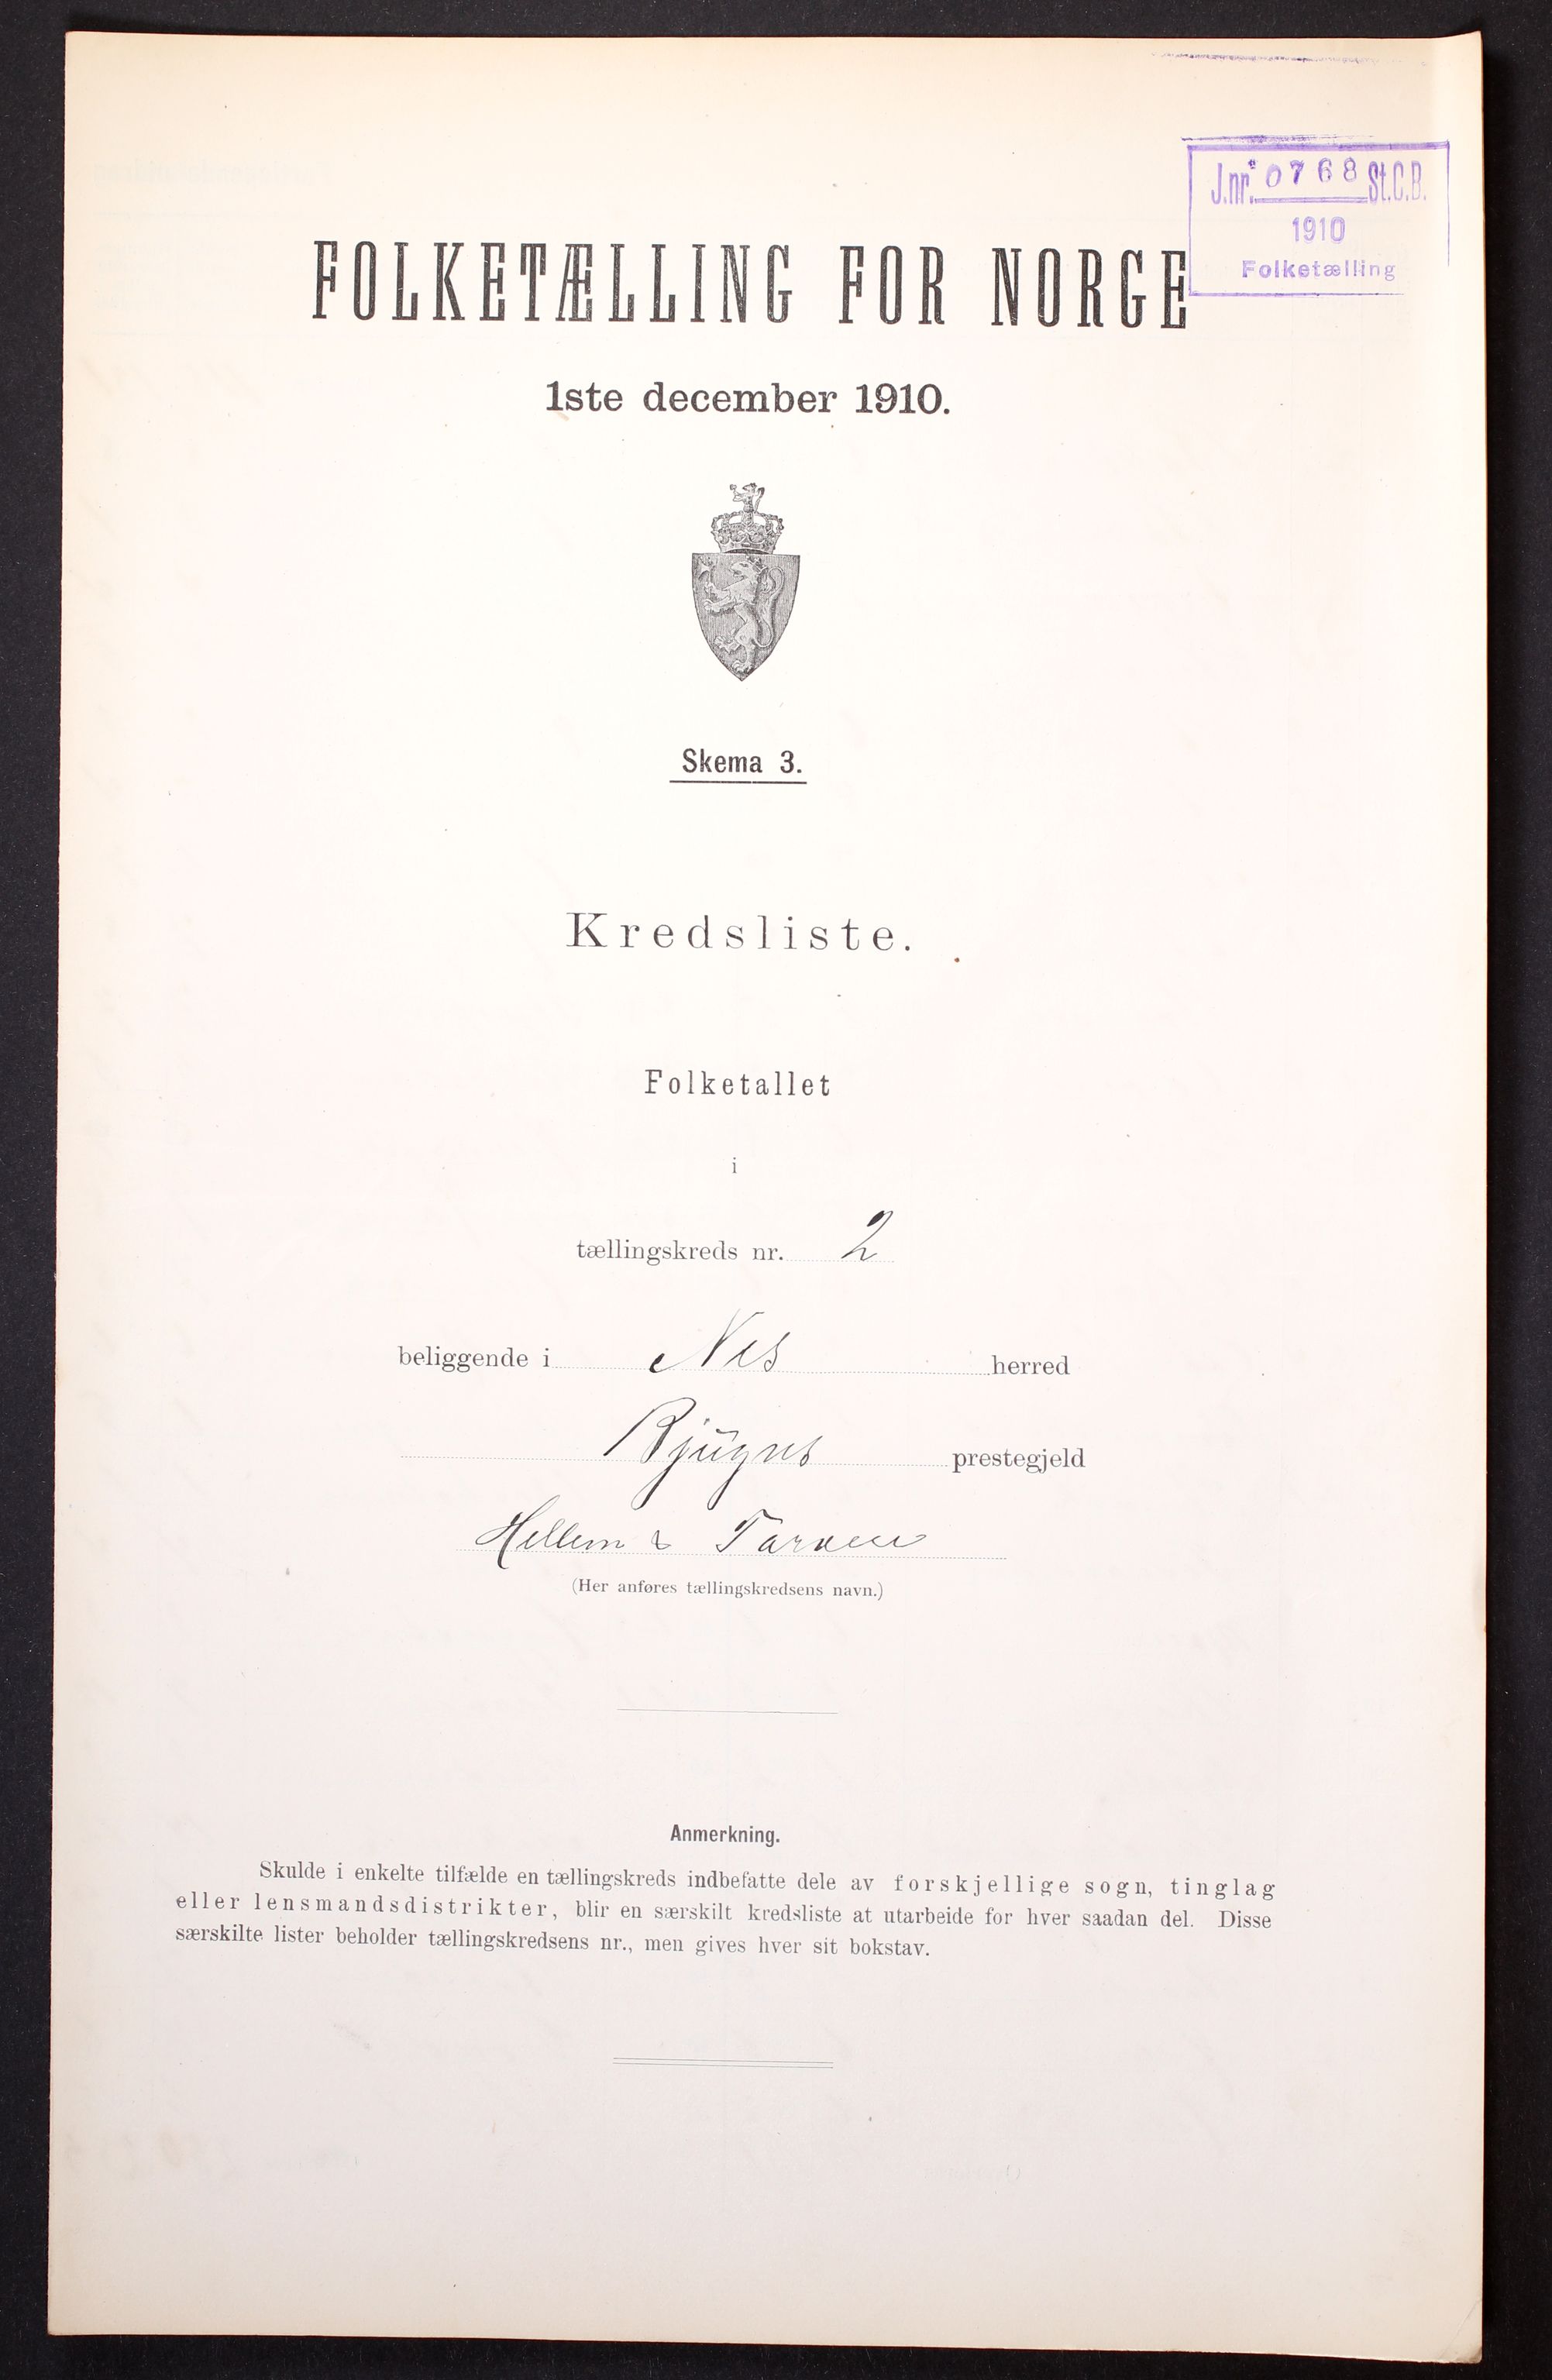 J.nr. 0768 St.C.B.
1910
Folketælling
FOLKETÆLLING FOR NORGE
1ste december 1910.
Skema 3.
Kredsliste.
Folketallet
i
tællingskreds nr. 2
beliggende i Nes herred
Bjugns prestegjeld
Hellem & Tarven
(Her anføres tællingskredsens navn.)
Anmerkning.
Skulde i enkelte tilfælde en tællingskreds indbefatte dele av forskjellige sogn, tinglag
eller lensmandsdistrikter, blir en særskilt kredsliste at utarbeide for hver saadan del. Disse
særskilte lister beholder tællingskredsens nr., men gives hver sit bokstav.